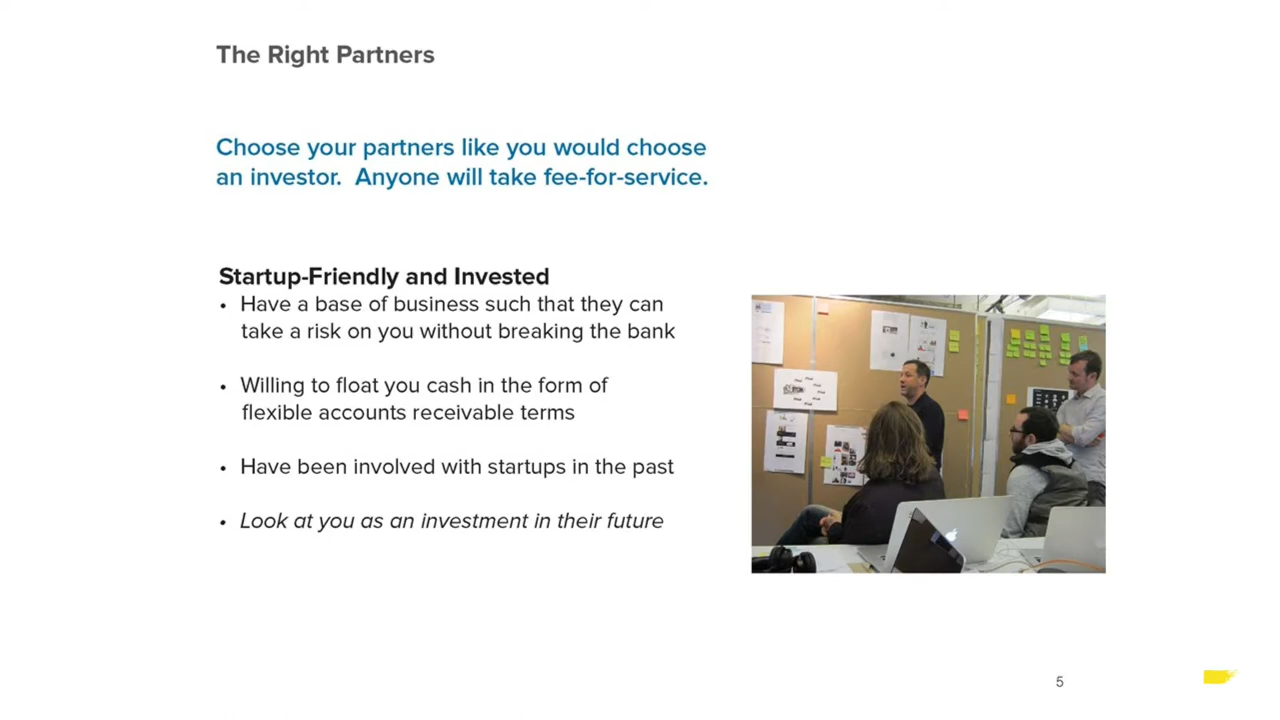 The Right Partners
Choose your partners like you would choose
an investor.  Anyone will take fee-for-service.
Startup-Friendly and Invested
• Have a base of business such that they can
take a risk on you without breaking the bank
• Willing to float you cash in the form of
flexible accounts receivable terms
• Have been involved with startups in the past
• Look at you as an investment in their future
5